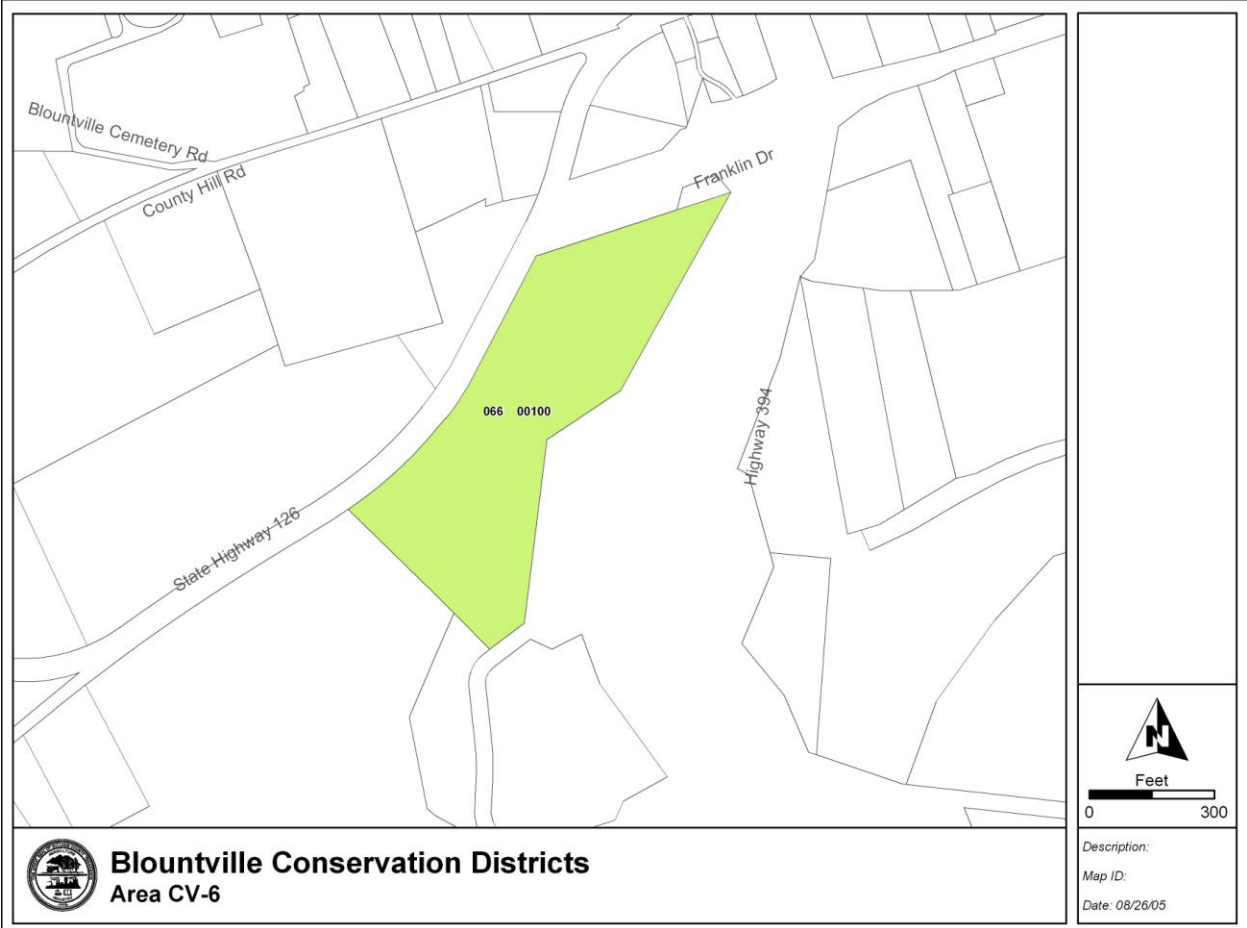 Blountville Cemetery Rd
County Hill Rd
Franklin Dr
066 00100
Highway 394
State Highway 126
N
Feet
0 300
Blountville Conservation Districts
Area CV-6
Description:
Map ID:
Date: 08/26/05